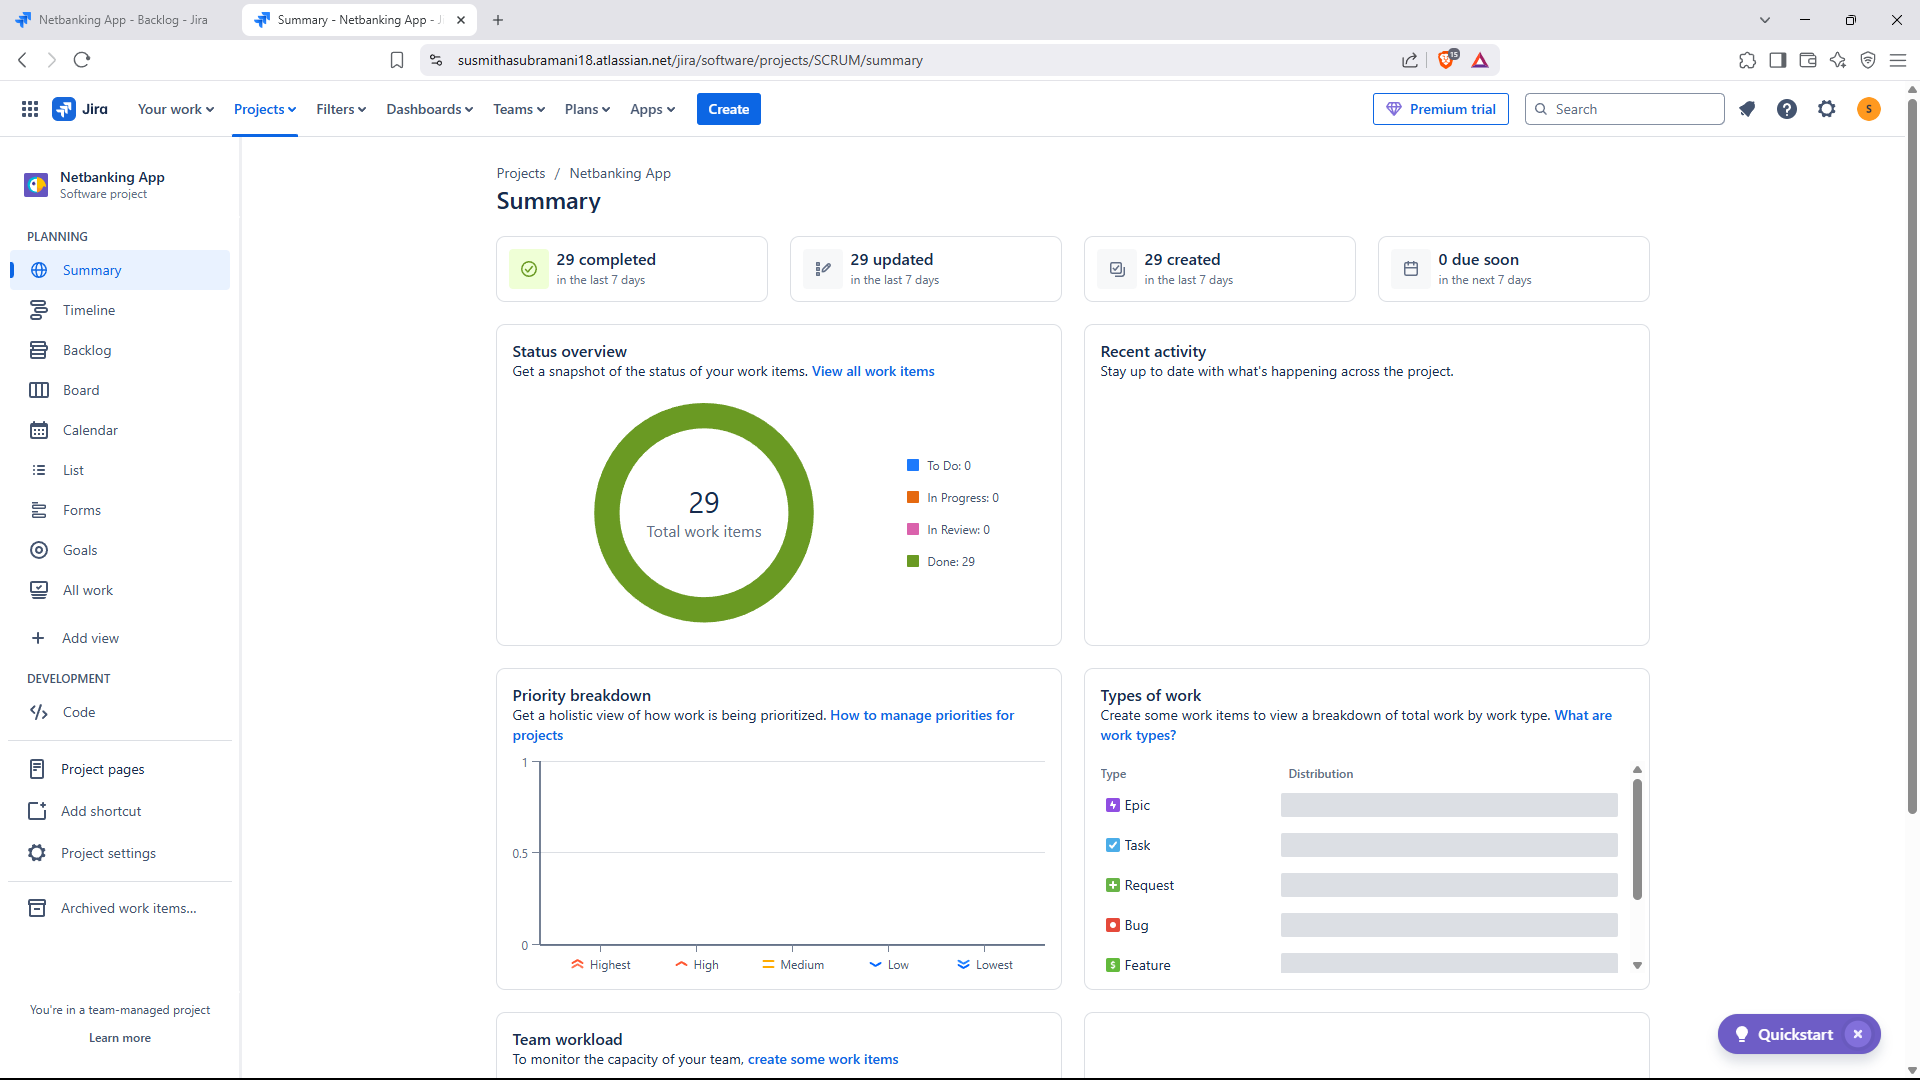 Netbanking App - Backlog - Jira
Summary - Netbanking App - Ji
susmithasubramani18.atlassian.net/jira/software/projects/SCRUM/summary
15
Jira
Your work
Projects
Filters
Dashboards
Teams
Plans
Apps
Create
Premium trial
Search
S
Netbanking App
Software project
PLANNING
Summary
Timeline
Backlog
Board
Calendar
List
Forms
Goals
All work
Add view
DEVELOPMENT
Code
Project pages
Add shortcut
Project settings
Archived work items...
You're in a team-managed project
Learn more
Projects / Netbanking App
Summary
29 completed
in the last 7 days
29 updated
in the last 7 days
29 created
in the last 7 days
0 due soon
in the next 7 days
Status overview
Get a snapshot of the status of your work items. View all work items
29
Total work items
To Do: 0
In Progress: 0
In Review: 0
Done: 29
Recent activity
Stay up to date with what's happening across the project.
Priority breakdown
Get a holistic view of how work is being prioritized. How to manage priorities for
projects
1
0.5
0
Highest
High
Medium
Low
Lowest
Types of work
Create some work items to view a breakdown of total work by work type. What are
work types?
Type
Distribution
Epic
Task
Request
Bug
Feature
Team workload
To monitor the capacity of your team, create some work items
Quickstart